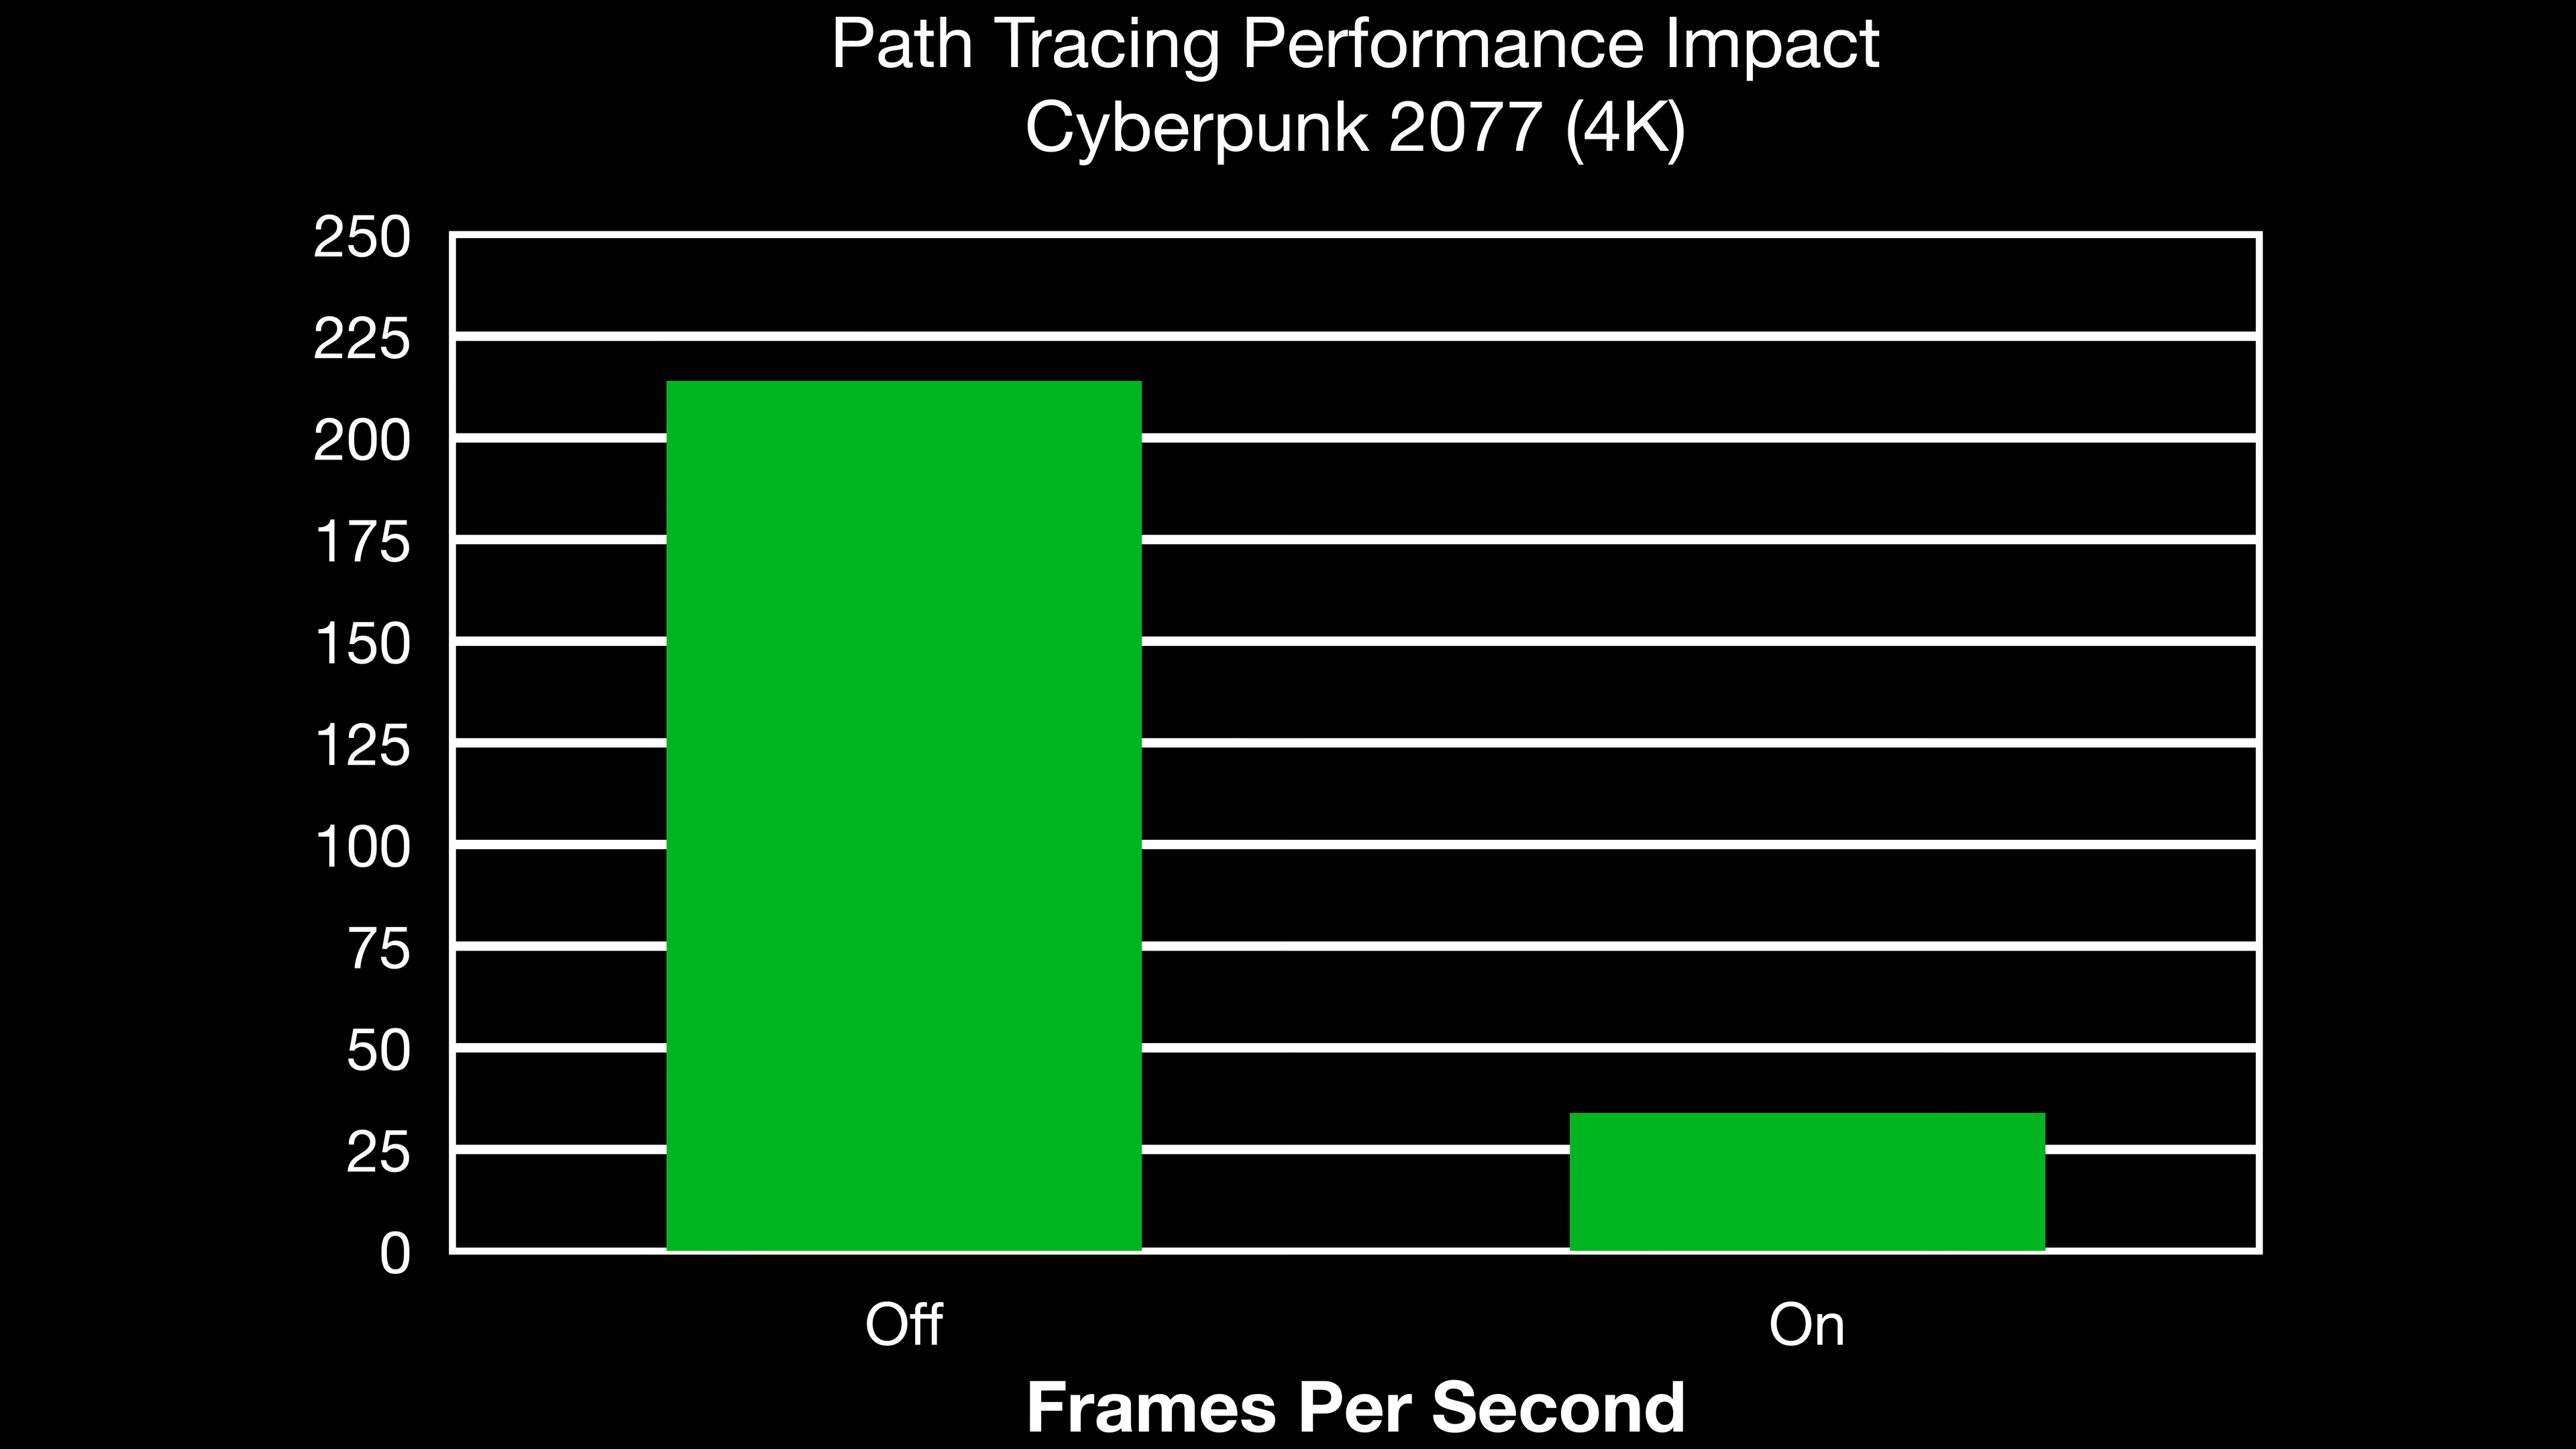 Path Tracing Performance Impact
Cyberpunk 2077 (4K)
250
225
200
175
150
125
100
75
50
25
0
Off
On
Frames Per Second